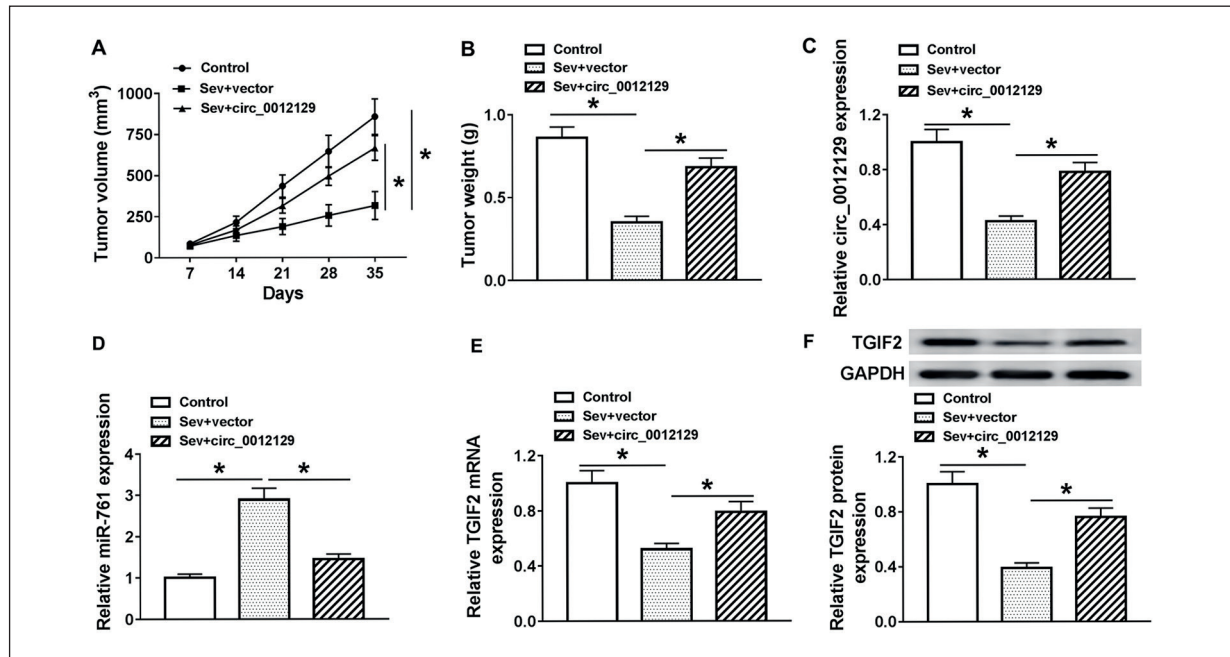 A
Control
Sev+vector
Sev+circ_0012129
Tumor volume (mm3)
1000
750
500
250
0
7 14 21 28 35
Days
*
*
B
Control
Sev+vector
Sev+circ_0012129
Tumor weight (g)
1.0
0.5
0.0
*
*
C
Control
Sev+vector
Sev+circ_0012129
Relative circ_0012129 expression
1.2
0.8
0.4
0.0
*
*
D
Control
Sev+vector
Sev+circ_0012129
Relative miR-761 expression
4
3
2
1
0
*
*
E
Control
Sev+vector
Sev+circ_0012129
Relative TGIF2 mRNA
expression
1.2
0.8
0.4
0.0
*
*
F
TGIF2
GAPDH
Control
Sev+vector
Sev+circ_0012129
Relative TGIF2 protein
expression
1.2
0.8
0.4
0.0
*
*